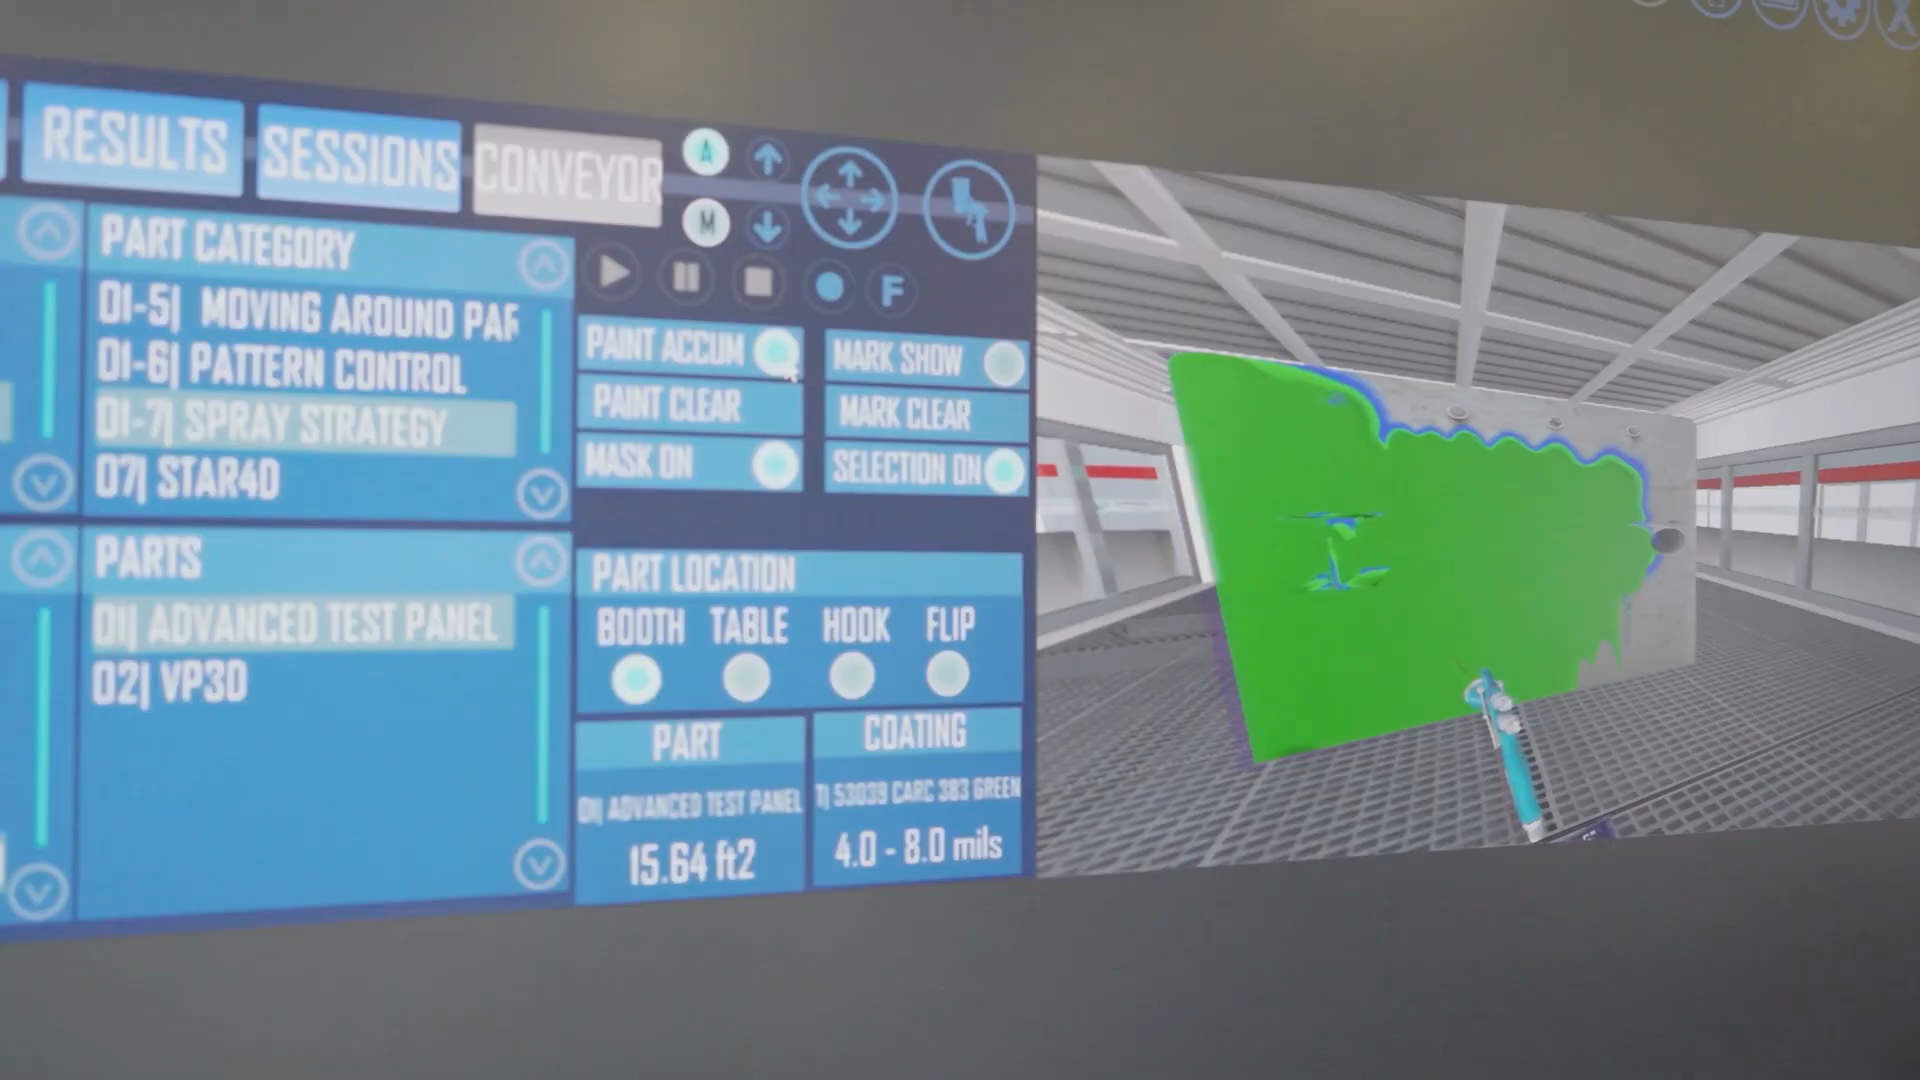 RESULTS
SESSIONS
CONVEYOR
A
M
F
PART CATEGORY
01-5| MOVING AROUND PAR
01-6| PATTERN CONTROL
01-7| SPRAY STRATEGY
07| STAR4D
PARTS
01| ADVANCED TEST PANEL
02| VP3D
PAINT ACCUM
MARK SHOW
PAINT CLEAR
MARK CLEAR
MASK ON
SELECTION ON
PART LOCATION
BOOTH
TABLE
HOOK
FLIP
PART
01| ADVANCED TEST PANEL
15.64 ft2
COATING
53039 CARC 383 GREEN
4.0 - 8.0 mils